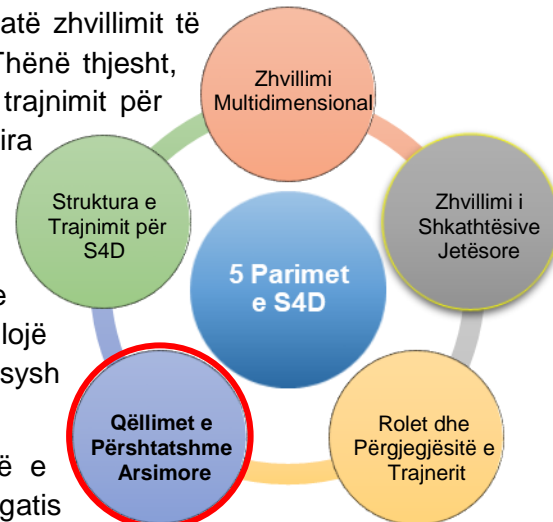 atë zhvillimit të
Thënë thjesht,
trajnimit për
ira
e
lojë
sysh
ë e
gatis
Zhvillimi
Multidimensional
Zhvillimi i
Shkathtësive
Jetësore
Rolet dhe
Përgjegjësitë e
Trajnerit
Qëllimet e
Përshtatshme
Arsimore
Struktura e
Trajnimit për
S4D
5 Parimet
e S4D